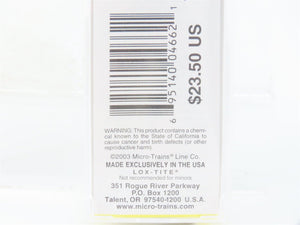 6 95140 04662 1
$23.50 US
WARNING: This product contains a chemi-
cal known to the State of California to
cause cancer and birth defects (or other
reproductive harm).
©2003 Micro-Trains® Line Co.
MADE EXCLUSIVELY IN THE USA
LOX-TITE®
Not recommended for minors
351 Rogue River Parkway
P.O. Box 1200
Talent, OR 97540-1200 U.S.A.
www.micro-trains.com